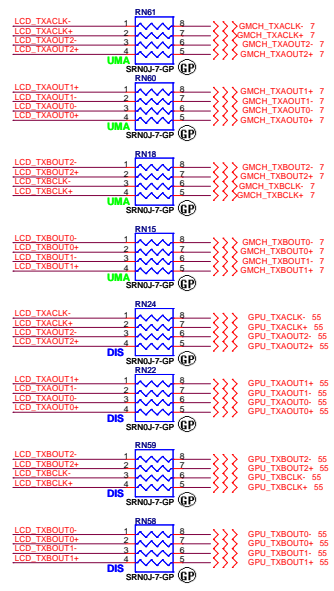 RN61
LCD_TXACLK- 1 8 GMCH_TXACLK- 7
LCD_TXACLK+ 2 7 GMCH_TXACLK+ 7
LCD_TXAOUT2- 3 6 GMCH_TXAOUT2- 7
LCD_TXAOUT2+ 4 5 GMCH_TXAOUT2+ 7
UMA
SRN0J-7-GP GP
RN60
LCD_TXAOUT1+ 1 8 GMCH_TXAOUT1+ 7
LCD_TXAOUT1- 2 7 GMCH_TXAOUT1- 7
LCD_TXAOUT0- 3 6 GMCH_TXAOUT0- 7
LCD_TXAOUT0+ 4 5 GMCH_TXAOUT0+ 7
UMA
SRN0J-7-GP GP
RN18
LCD_TXBOUT2- 1 8 GMCH_TXBOUT2- 7
LCD_TXBOUT2+ 2 7 GMCH_TXBOUT2+ 7
LCD_TXBCLK- 3 6 GMCH_TXBCLK- 7
LCD_TXBCLK+ 4 5 GMCH_TXBCLK+ 7
UMA
SRN0J-7-GP GP
RN15
LCD_TXBOUT0- 1 8 GMCH_TXBOUT0- 7
LCD_TXBOUT0+ 2 7 GMCH_TXBOUT0+ 7
LCD_TXBOUT1- 3 6 GMCH_TXBOUT1- 7
LCD_TXBOUT1+ 4 5 GMCH_TXBOUT1+ 7
UMA
SRN0J-7-GP GP
RN24
LCD_TXACLK- 1 8 GPU_TXACLK- 55
LCD_TXACLK+ 2 7 GPU_TXACLK+ 55
LCD_TXAOUT2- 3 6 GPU_TXAOUT2- 55
LCD_TXAOUT2+ 4 5 GPU_TXAOUT2+ 55
DIS
SRN0J-7-GP GP
RN22
LCD_TXAOUT1+ 1 8 GPU_TXAOUT1+ 55
LCD_TXAOUT1- 2 7 GPU_TXAOUT1- 55
LCD_TXAOUT0- 3 6 GPU_TXAOUT0- 55
LCD_TXAOUT0+ 4 5 GPU_TXAOUT0+ 55
DIS
SRN0J-7-GP GP
RN59
LCD_TXBOUT2- 1 8 GPU_TXBOUT2- 55
LCD_TXBOUT2+ 2 7 GPU_TXBOUT2+ 55
LCD_TXBCLK- 3 6 GPU_TXBCLK- 55
LCD_TXBCLK+ 4 5 GPU_TXBCLK+ 55
DIS
SRN0J-7-GP GP
RN58
LCD_TXBOUT0- 1 8 GPU_TXBOUT0- 55
LCD_TXBOUT0+ 2 7 GPU_TXBOUT0+ 55
LCD_TXBOUT1- 3 6 GPU_TXBOUT1- 55
LCD_TXBOUT1+ 4 5 GPU_TXBOUT1+ 55
DIS
SRN0J-7-GP GP